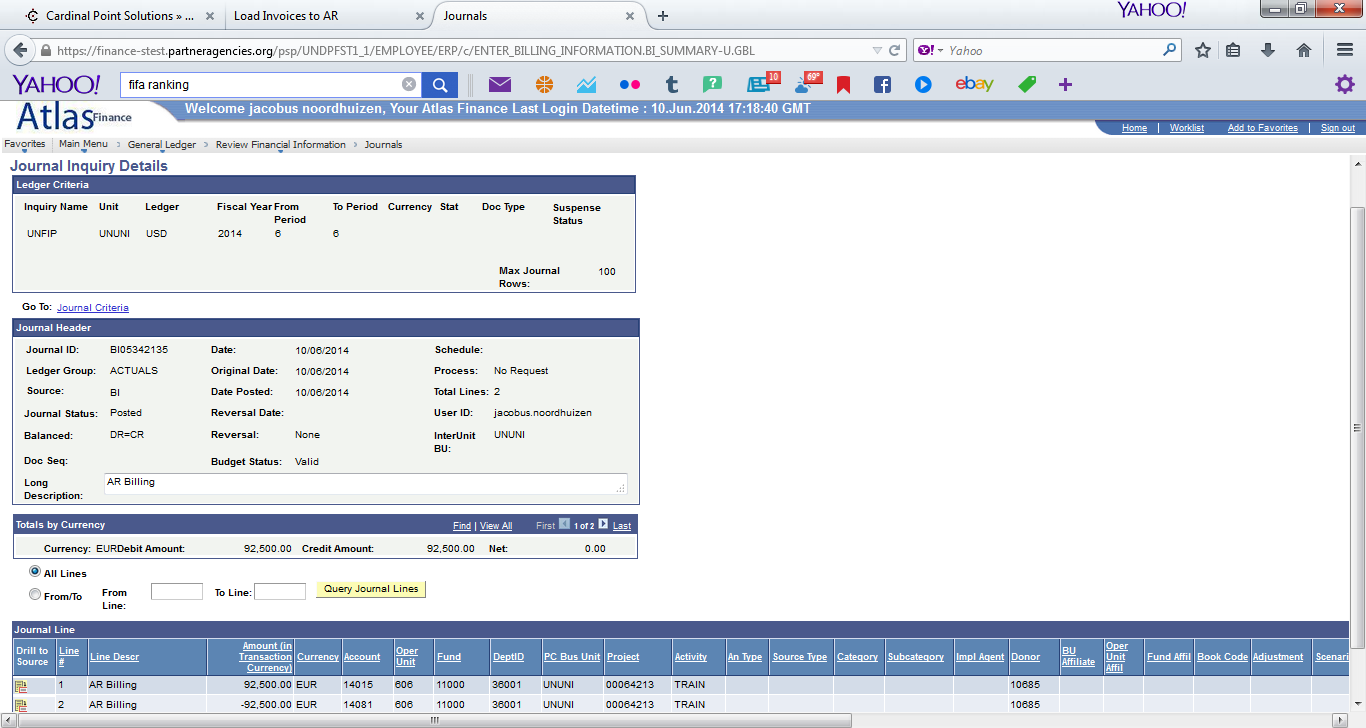 Cardinal Point Solutions » ... × Load Invoices to AR × Journals × +
YAHOO!
https://finance-stest.partneragencies.org/psp/UNDPFST1_1/EMPLOYEE/ERP/c/ENTER_BILLING_INFORMATION.BI_SUMMARY-U.GBL Yahoo
YAHOO! fifa ranking 10 69° ebay
Atlas Finance Welcome jacobus noordhuizen, Your Atlas Finance Last Login Datetime : 10.Jun.2014 17:18:40 GMT
Home | Worklist Add to Favorites | Sign out
Favorites Main Menu > General Ledger > Review Financial Information > Journals
Journal Inquiry Details
Ledger Criteria
Inquiry Name Unit Ledger Fiscal Year From Period To Period Currency Stat Doc Type Suspense Status
UNFIP UNUNI USD 2014 6 6
Max Journal Rows: 100
Go To: Journal Criteria
Journal Header
Journal ID: BI05342135 Date: 10/06/2014 Schedule:
Ledger Group: ACTUALS Original Date: 10/06/2014 Process: No Request
Source: BI Date Posted: 10/06/2014 Total Lines: 2
Journal Status: Posted Reversal Date: User ID: jacobus.noordhuizen
Balanced: DR=CR Reversal: None InterUnit BU: UNUNI
Doc Seq: Budget Status: Valid
Long Description: AR Billing
Totals by Currency Find | View All First 1 of 2 Last
Currency: EUR Debit Amount: 92,500.00 Credit Amount: 92,500.00 Net: 0.00
All Lines
From/To From Line: To Line: Query Journal Lines
Journal Line
Drill to Source Line # Line Descr Amount (in Transaction Currency) Currency Account Oper Unit Fund DeptID PC Bus Unit Project Activity An Type Source Type Category Subcategory Impl Agent Donor BU Affiliate Oper Unit Affil Fund Affil Book Code Adjustment Scenari
1 AR Billing 92,500.00 EUR 14015 606 11000 36001 UNUNI 00064213 TRAIN 10685
2 AR Billing -92,500.00 EUR 14081 606 11000 36001 UNUNI 00064213 TRAIN 10685